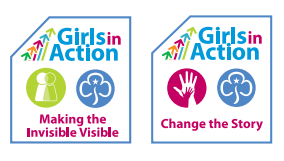 Girls in
Action
Making the
Invisible Visible
Girls in
Action
Change the Story